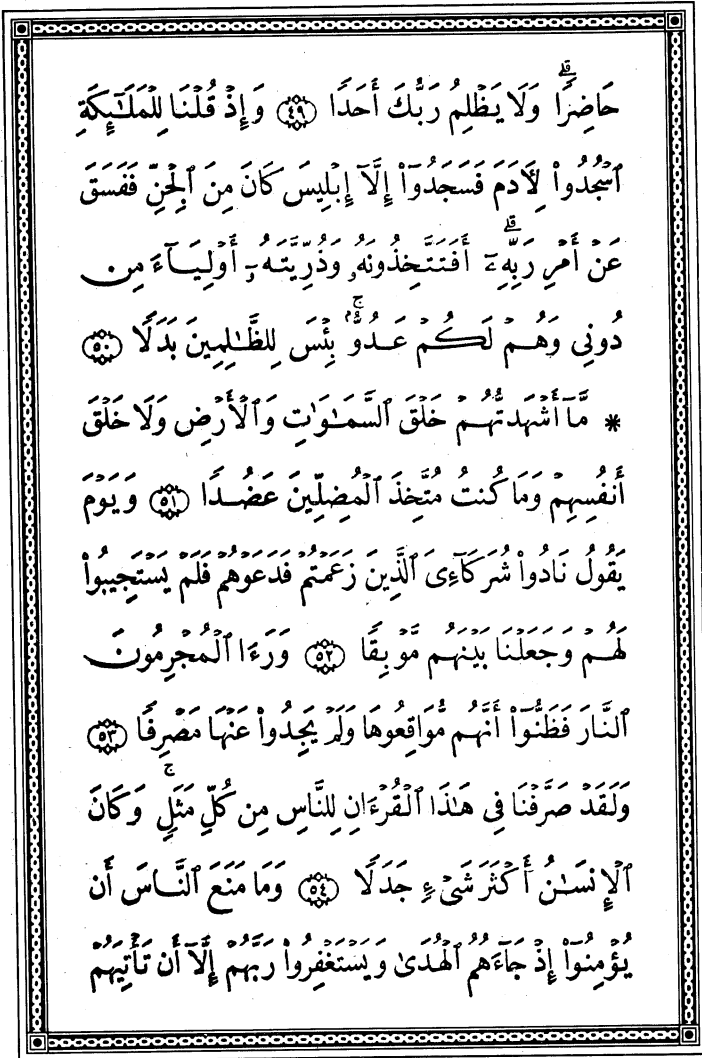 حَاضِرًاۗ وَلَا يَظْلِمُ رَبُّكَ أَحَدًا ﴿٤٩﴾ وَإِذْ قُلْنَا لِلْمَلَـٰٓئِكَةِ
ٱسْجُدُوا۟ لِـَٔادَمَ فَسَجَدُوٓا۟ إِلَّآ إِبْلِيسَ كَانَ مِنَ ٱلْجِنِّ فَفَسَقَ
عَنْ أَمْرِ رَبِّهِۦٓۗ أَفَتَتَّخِذُونَهُۥ وَذُرِّيَّتَهُۥٓ أَوْلِيَآءَ مِن
دُونِى وَهُمْ لَكُمْ عَدُوٌّۢۚ بِئْسَ لِلظَّـٰلِمِينَ بَدَلًا ﴿٥٠﴾
* مَّآ أَشْهَدتُّهُمْ خَلْقَ ٱلسَّمَـٰوَٰتِ وَٱلْأَرْضِ وَلَا خَلْقَ
أَنفُسِهِمْ وَمَا كُنتُ مُتَّخِذَ ٱلْمُضِلِّينَ عَضُدًا ﴿٥١﴾ وَيَوْمَ
يَقُولُ نَادُوا۟ شُرَكَآءِىَ ٱلَّذِينَ زَعَمْتُمْ فَدَعَوْهُمْ فَلَمْ يَسْتَجِيبُوا۟
لَهُمْ وَجَعَلْنَا بَيْنَهُم مَّوْبِقًا ﴿٥٢﴾ وَرَءَا ٱلْمُجْرِمُونَ
ٱلنَّارَ فَظَنُّوٓا۟ أَنَّهُم مُّوَاقِعُوهَا وَلَمْ يَجِدُوا۟ عَنْهَا مَصْرِفًا ﴿٥٣﴾
وَلَقَدْ صَرَّفْنَا فِى هَـٰذَا ٱلْقُرْءَانِ لِلنَّاسِ مِن كُلِّ مَثَلٍۚ وَكَانَ
ٱلْإِنسَـٰنُ أَكْثَرَ شَىْءٍ جَدَلًا ﴿٥٤﴾ وَمَا مَنَعَ ٱلنَّاسَ أَن
يُؤْمِنُوٓا۟ إِذْ جَآءَهُمُ ٱلْهُدَىٰ وَيَسْتَغْفِرُوا۟ رَبَّهُمْ إِلَّآ أَن تَأْتِيَهُمْ